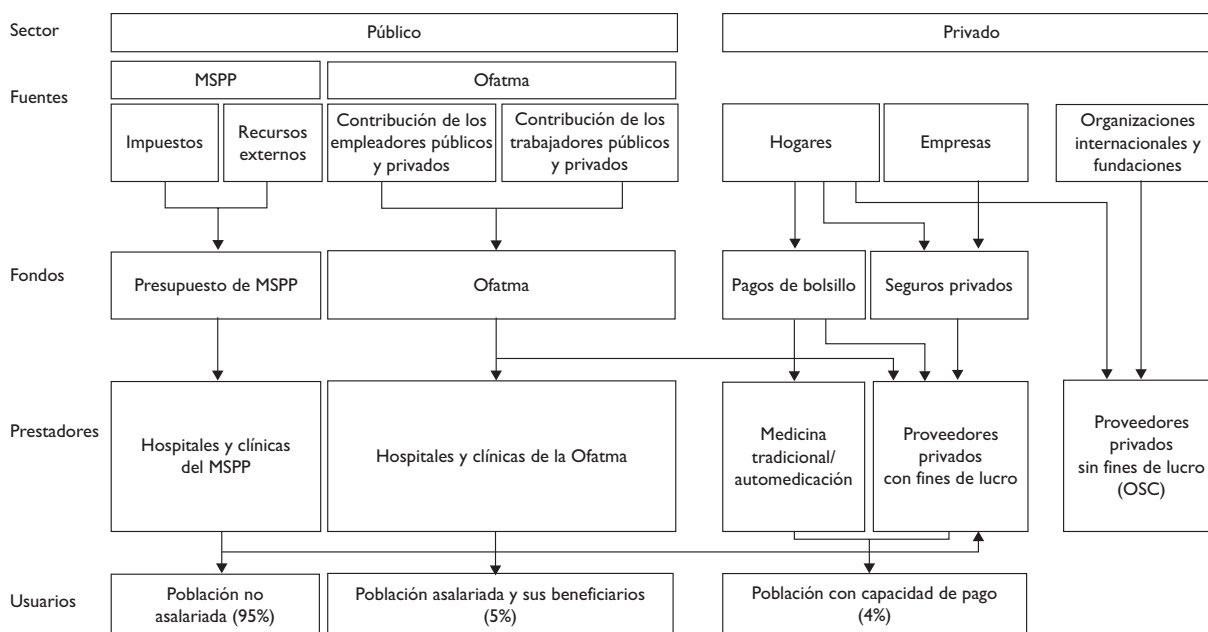 Sector
Público
Privado
Fuentes
MSPP
Ofatma
Impuestos
Recursos
externos
Contribución de los
empleadores públicos
y privados
Contribución de los
trabajadores públicos
y privados
Hogares
Empresas
Organizaciones
internacionales y
fundaciones
Fondos
Presupuesto de MSPP
Ofatma
Pagos de bolsillo
Seguros privados
Prestadores
Hospitales y clínicas
del MSPP
Hospitales y clínicas de la Ofatma
Medicina
tradicional/
automedicación
Proveedores
privados
con fines de lucro
Proveedores
privados
sin fines de lucro
(OSC)
Usuarios
Población no
asalariada (95%)
Población asalariada y sus beneficiarios
(5%)
Población con capacidad de pago
(4%)